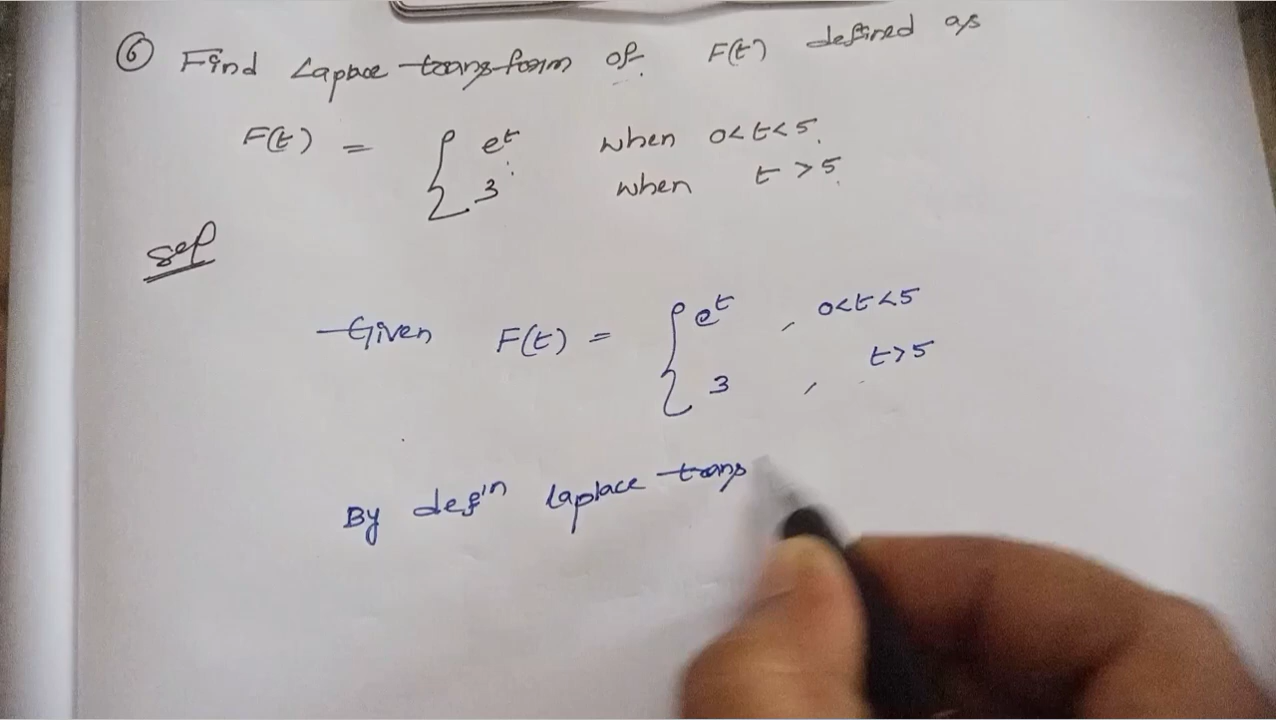 ⑥ Find Laplace transform of F(t) defined as
F(t) = { e^t when 0<t<5.
3 when t >5.
Sol
Given F(t) = { e^t , 0<t<5
3 , t>5
By def'n Laplace trans